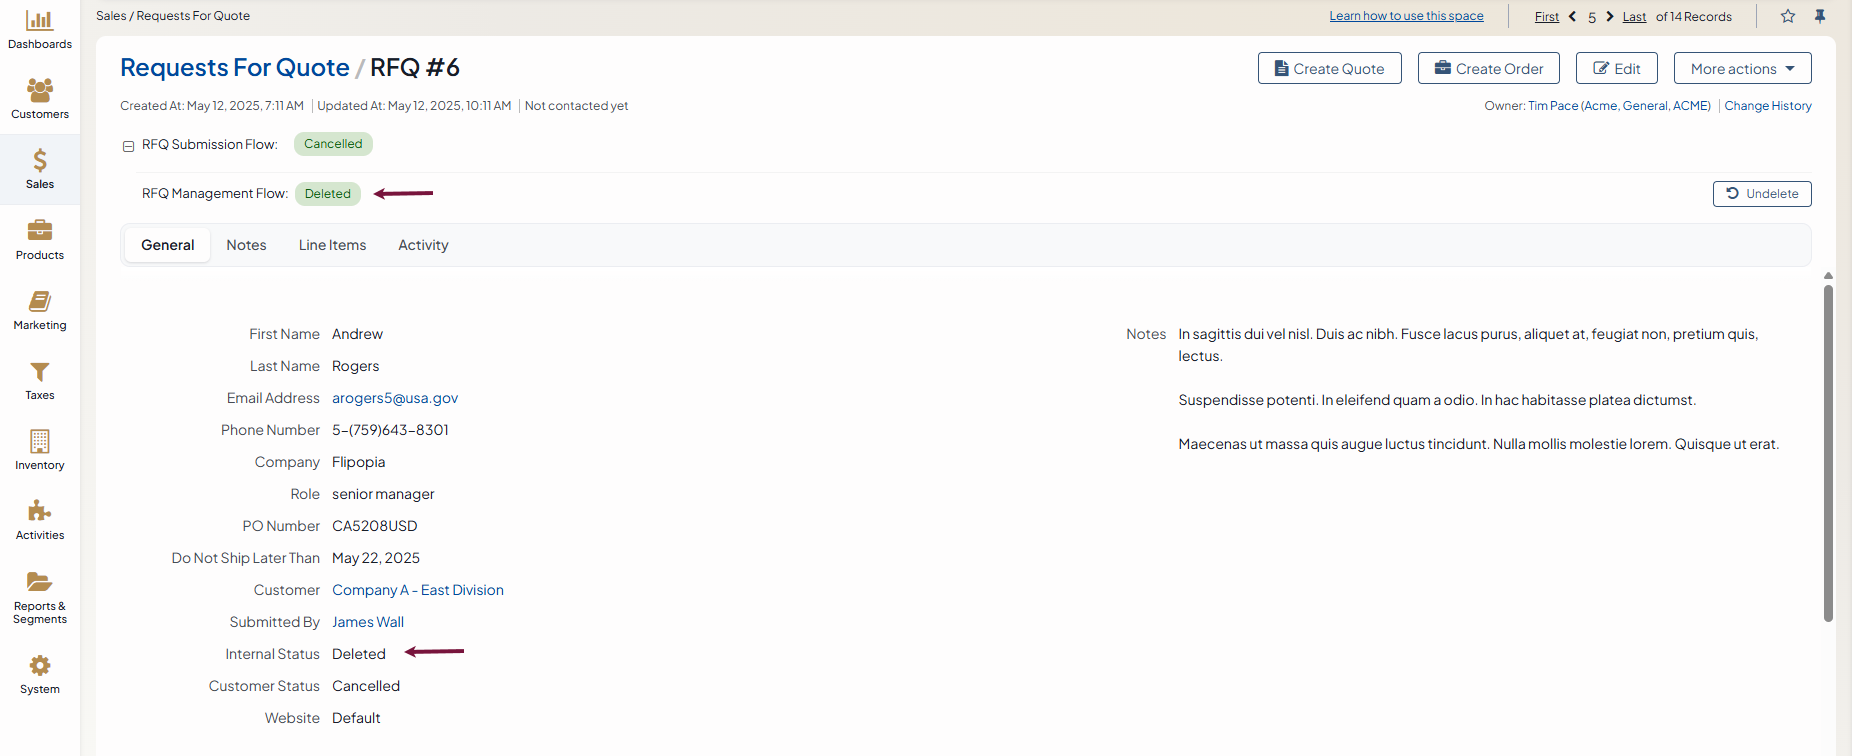 Dashboards
Customers
Sales
Products
Marketing
Taxes
Inventory
Activities
Reports &
Segments
System
Sales / Requests For Quote
Learn how to use this space
First 5 Last of 14 Records
Requests For Quote / RFQ #6
Create Quote
Create Order
Edit
More actions
Created At: May 12, 2025, 7:11 AM Updated At: May 12, 2025, 10:11 AM Not contacted yet
Owner: Tim Pace (Acme, General, ACME) Change History
RFQ Submission Flow: Cancelled
RFQ Management Flow: Deleted
Undelete
General Notes Line Items Activity
First Name Andrew
Last Name Rogers
Email Address arogers5@usa.gov
Phone Number 5-(759)643-8301
Company Flipopia
Role senior manager
PO Number CA5208USD
Do Not Ship Later Than May 22, 2025
Customer Company A - East Division
Submitted By James Wall
Internal Status Deleted
Customer Status Cancelled
Website Default
Notes In sagittis dui vel nisl. Duis ac nibh. Fusce lacus purus, aliquet at, feugiat non, pretium quis,
lectus.
Suspendisse potenti. In eleifend quam a odio. In hac habitasse platea dictumst.
Maecenas ut massa quis augue luctus tincidunt. Nulla mollis molestie lorem. Quisque ut erat.